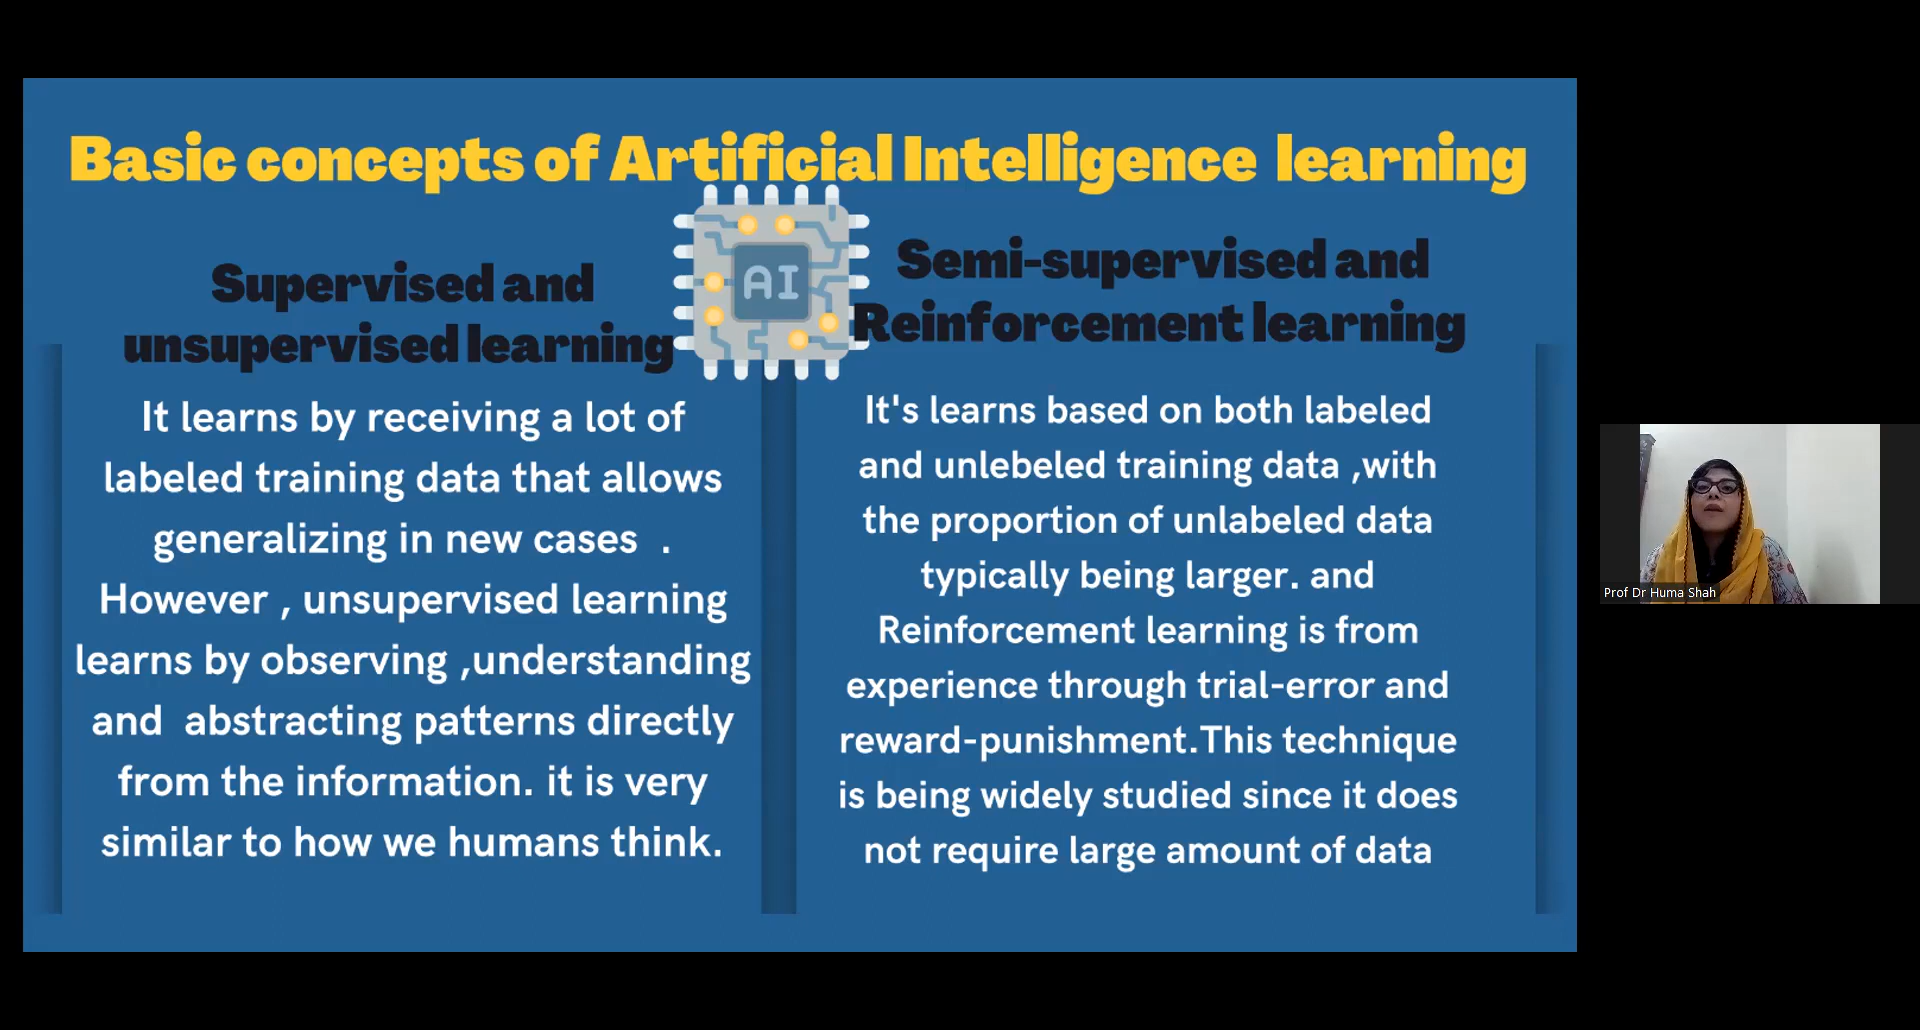 Basic concepts of Artificial Intelligence learning
AI
Supervised and
unsupervised learning
It learns by receiving a lot of
labeled training data that allows
generalizing in new cases .
However , unsupervised learning
learns by observing ,understanding
and abstracting patterns directly
from the information. it is very
similar to how we humans think.
Semi-supervised and
Reinforcement learning
It's learns based on both labeled
and unlebeled training data ,with
the proportion of unlabeled data
typically being larger. and
Reinforcement learning is from
experience through trial-error and
reward-punishment.This technique
is being widely studied since it does
not require large amount of data
Prof Dr Huma Shah